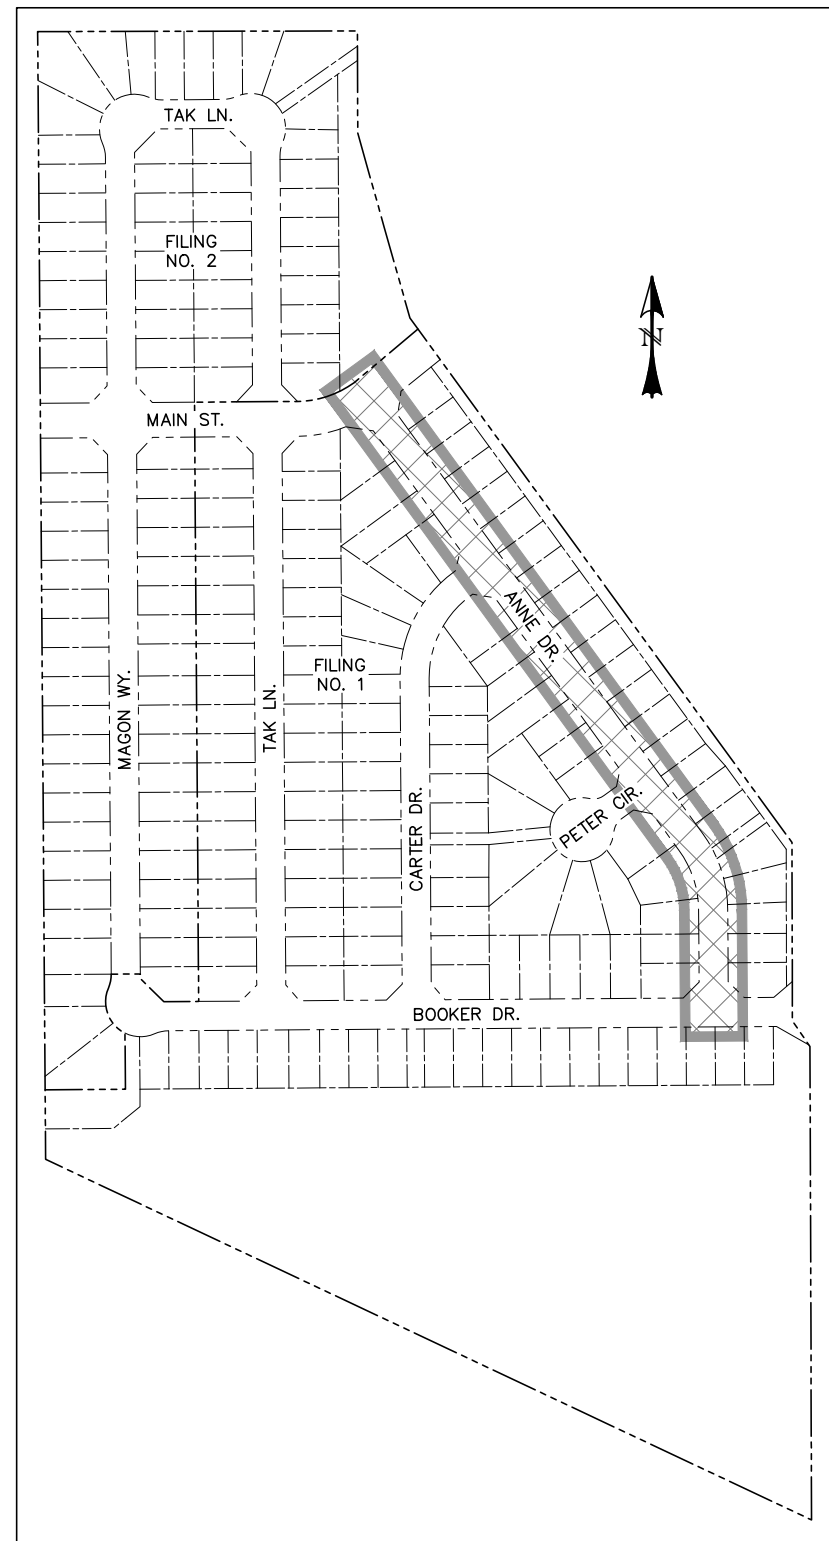 TAK LN.
FILING
NO. 2
N
MAIN ST.
ANNE DR.
FILING
NO. 1
MAGON WY.
TAK LN.
CARTER DR.
PETER CIR.
BOOKER DR.